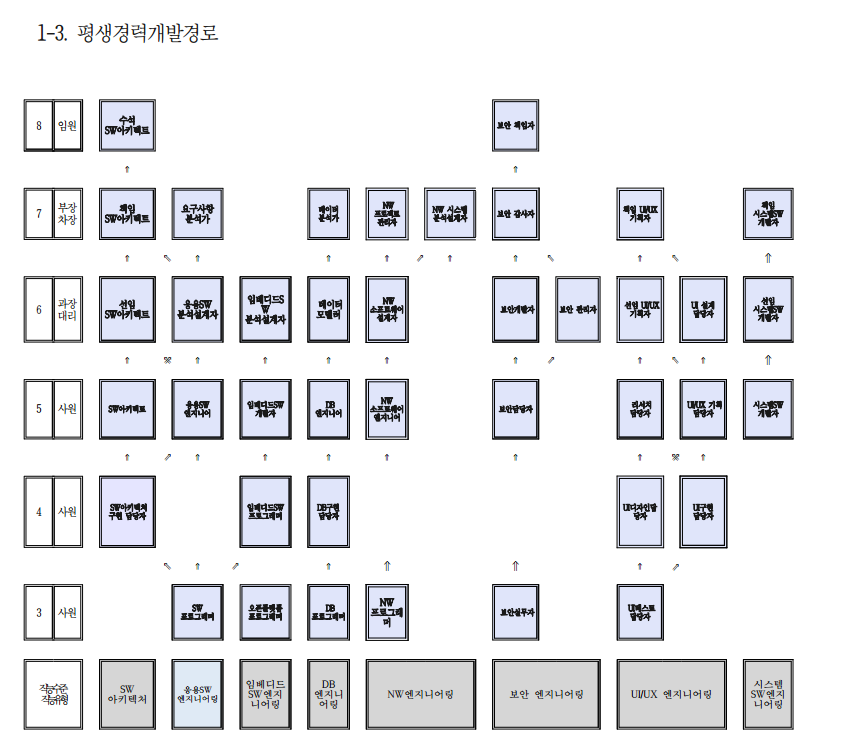 1-3. 평생경력개발경로
8 임원
수석
SW아키텍트
보안 책임자
⇑ ⇑
7 부장
차장
책임
SW아키텍트
요구사항
분석가
데이터
분석가
NW
프로젝트
관리자
NW 시스템
분석설계자
보안 감사자
책임 UI/UX
기획자
책임
시스템SW
개발자
⇑ ⇖ ⇑ ⇑ ⇑ ⇗ ⇑ ⇑ ⇖ ⇑ ⇖ ⇑
6 과장
대리
선임
SW아키텍트
응용SW
분석설계자
임베디드S
W
분석설계자
데이터
모델러
NW
소프트웨어
설계자
보안개발자
보안 관리자
선임 UI/UX
기획자
UI 설계
담당자
선임
시스템SW
개발자
⇑ ⇑ ⇑ ⇑ ⇑ ⇑ ⇗ ⇑ ⇖ ⇑ ⇑
5 사원
SW아키텍트
응용SW
엔지니어
임베디드SW
개발자
DB
엔지니어
NW
소프트웨어
엔지니어
보안담당자
리서치
담당자
UI/UX 기획
담당자
시스템SW
개발자
⇑ ⇗ ⇑ ⇑ ⇑ ⇑ ⇑ ⇑ ⇑
4 사원
SW아키텍처
구현 담당자
임베디드SW
프로그래머
DB구현
담당자
UI디자인담
당자
UI구현
담당자
⇖ ⇑ ⇗ ⇑ ⇑ ⇑ ⇑ ⇗
3 사원
SW
프로그래머
오픈플랫폼
프로그래머
DB
프로그래머
NW
프로그래
머
보안실무자
UI테스트
담당자
직능수준
직능유형
SW
아키텍처
응용SW
엔지니어링
임베디드
SW엔지
니어링
DB
엔지니
어링
NW엔지니어링
보안 엔지니어링
UI/UX 엔지니어링
시스템
SW엔지
니어링